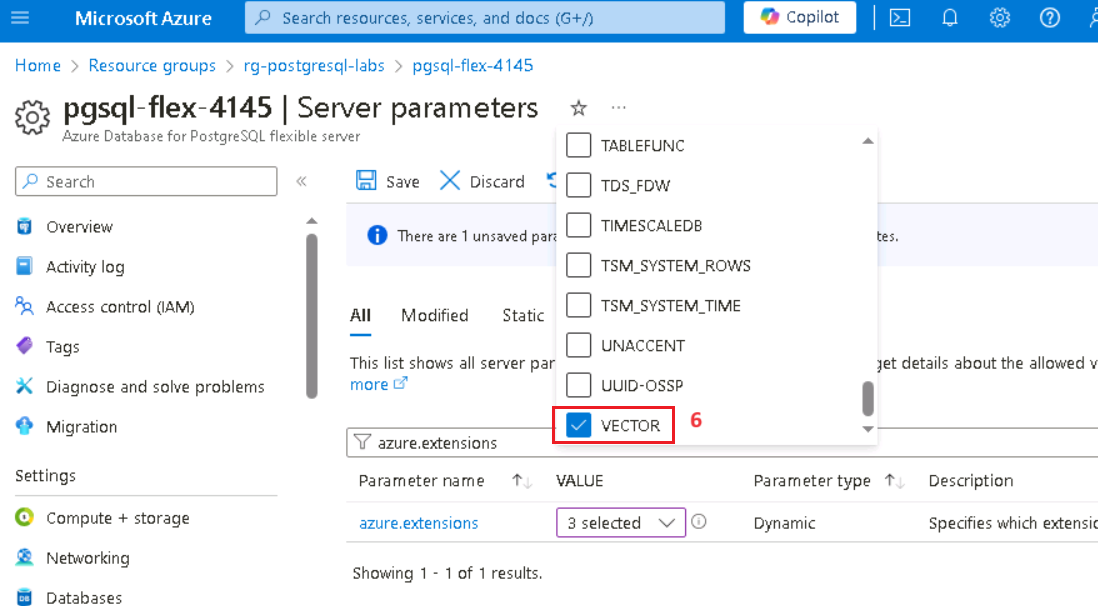 Microsoft Azure
Search resources, services, and docs (G+/)
Copilot
Home > Resource groups > rg-postgresql-labs > pgsql-flex-4145
pgsql-flex-4145 | Server parameters
Azure Database for PostgreSQL flexible server
Search
Overview
Activity log
Access control (IAM)
Tags
Diagnose and solve problems
Migration
Settings
Compute + storage
Networking
Databases
Save
Discard
There are 1 unsaved para
tes.
All
Modified
Static
This list shows all server par
get details about the allowed v
more
TABLEFUNC
TDS_FDW
TIMESCALEDB
TSM_SYSTEM_ROWS
TSM_SYSTEM_TIME
UNACCENT
UUID-OSSP
VECTOR
6
azure.extensions
Parameter name
VALUE
Parameter type
Description
azure.extensions
3 selected
Dynamic
Specifies which extensio
Showing 1 - 1 of 1 results.